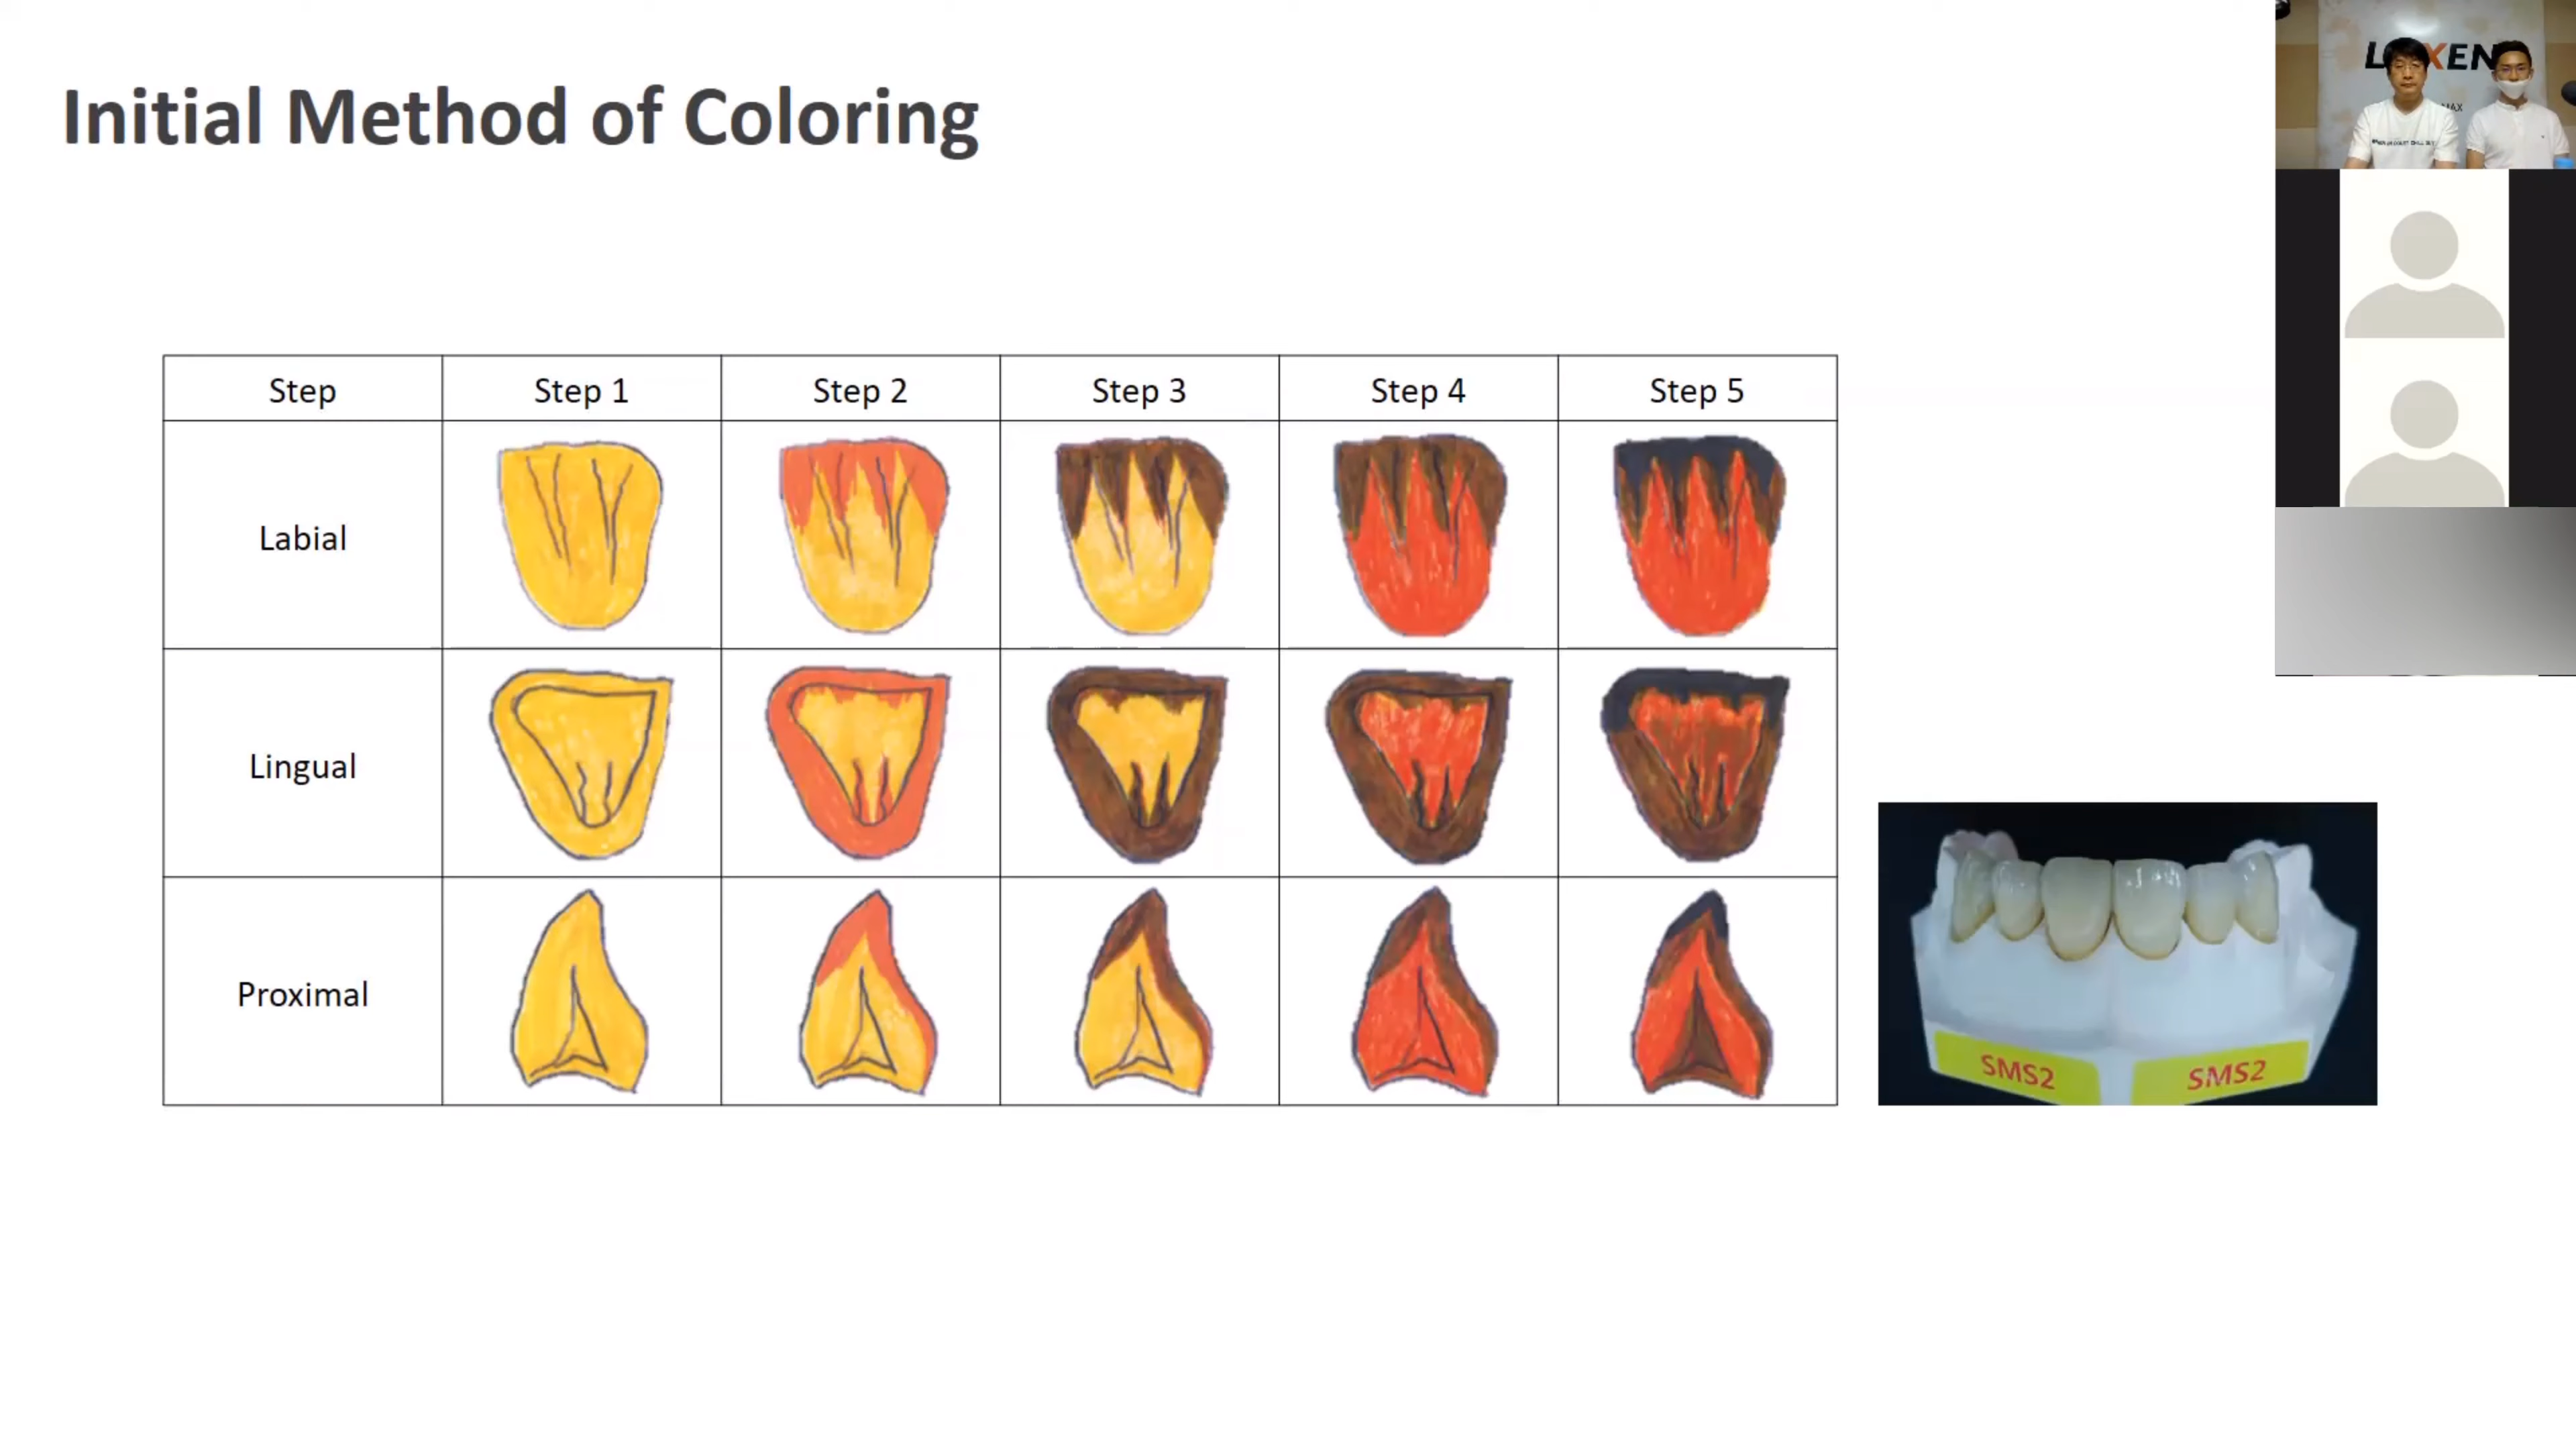 Initial Method of Coloring
Step
Step 1
Step 2
Step 3
Step 4
Step 5
Labial
Lingual
Proximal
SMS2
SMS2